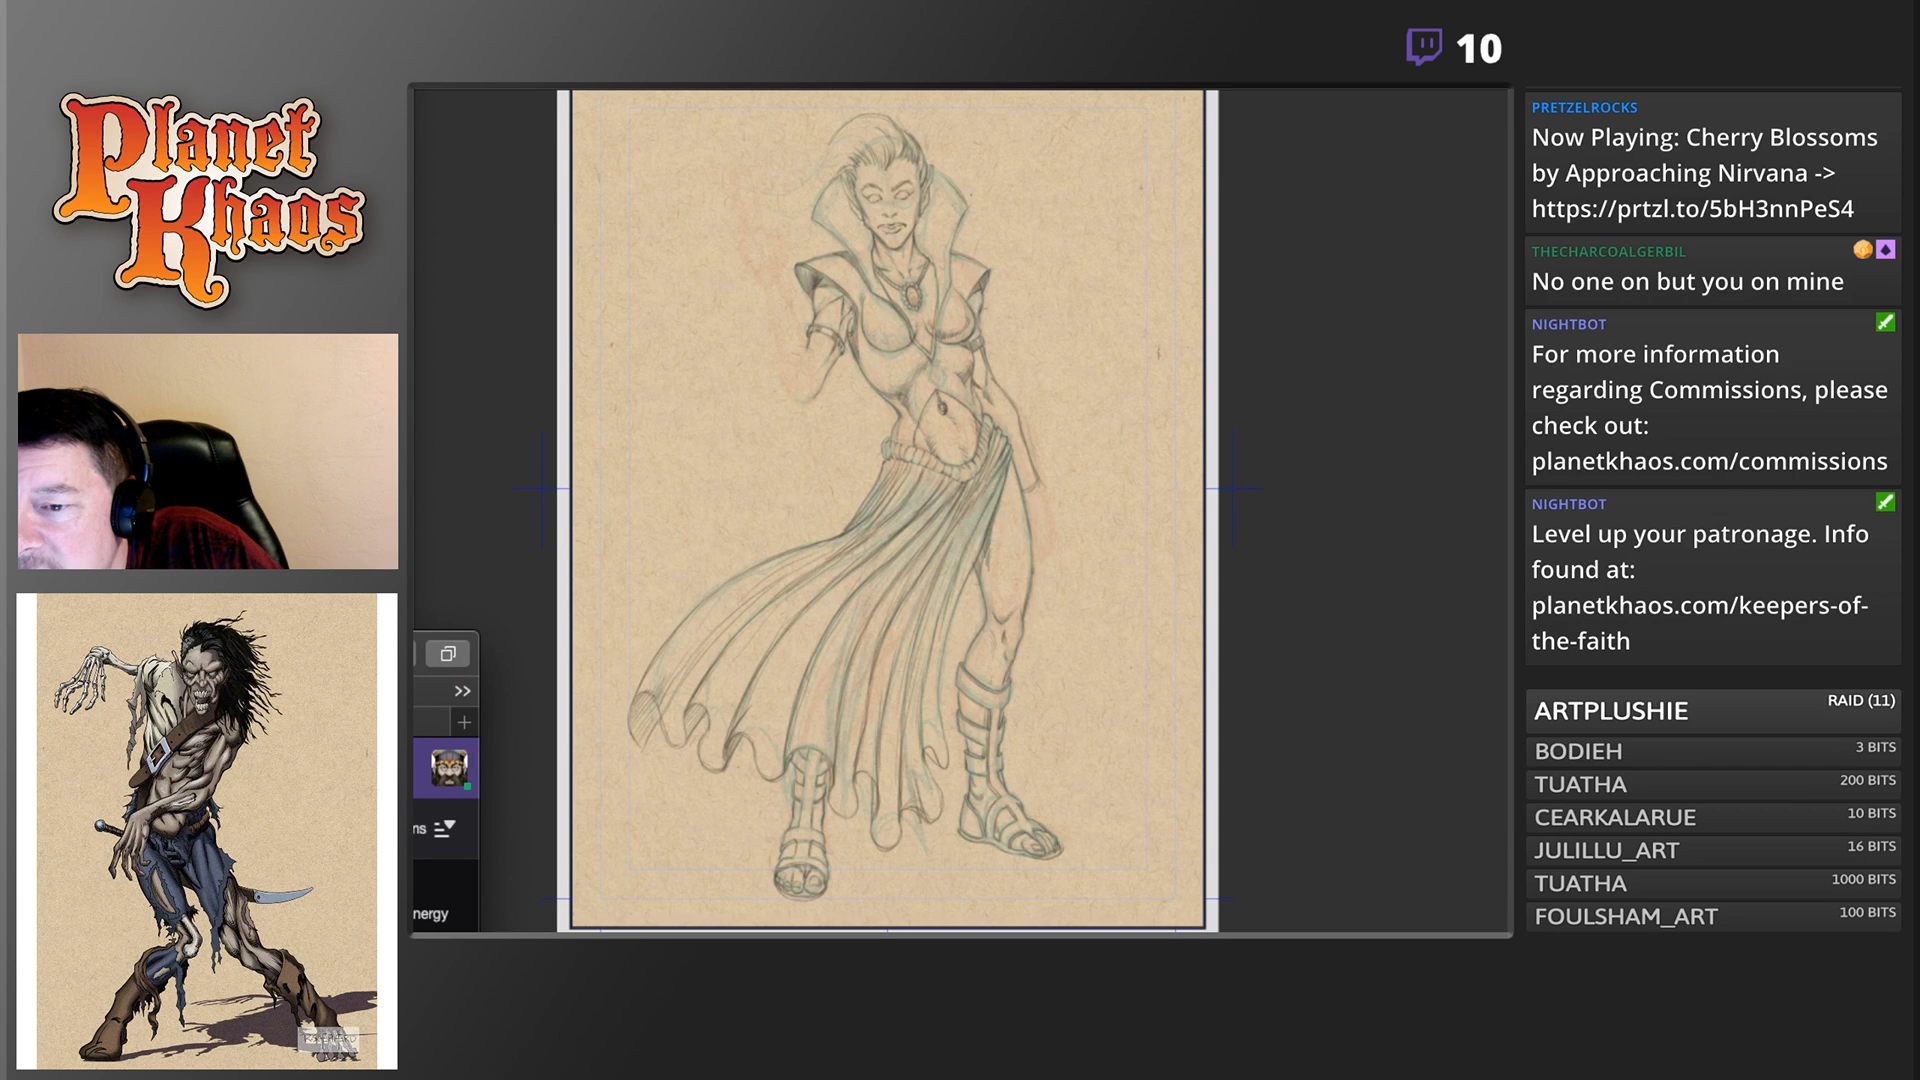 10
Planet
Khaos
PRETZELROCKS
Now Playing: Cherry Blossoms
by Approaching Nirvana ->
https://prtzl.to/5bH3nnPeS4
THECHARCOALGERBIL
No one on but you on mine
NIGHTBOT
For more information
regarding Commissions, please
check out:
planetkhaos.com/commissions
NIGHTBOT
Level up your patronage. Info
found at:
planetkhaos.com/keepers-of-
the-faith
ns
nergy
ARTPLUSHIE RAID (11)
BODIEH 3 BITS
TUATHA 200 BITS
CEARKALARUE 10 BITS
JULILLU_ART 16 BITS
TUATHA 1000 BITS
FOULSHAM_ART 100 BITS